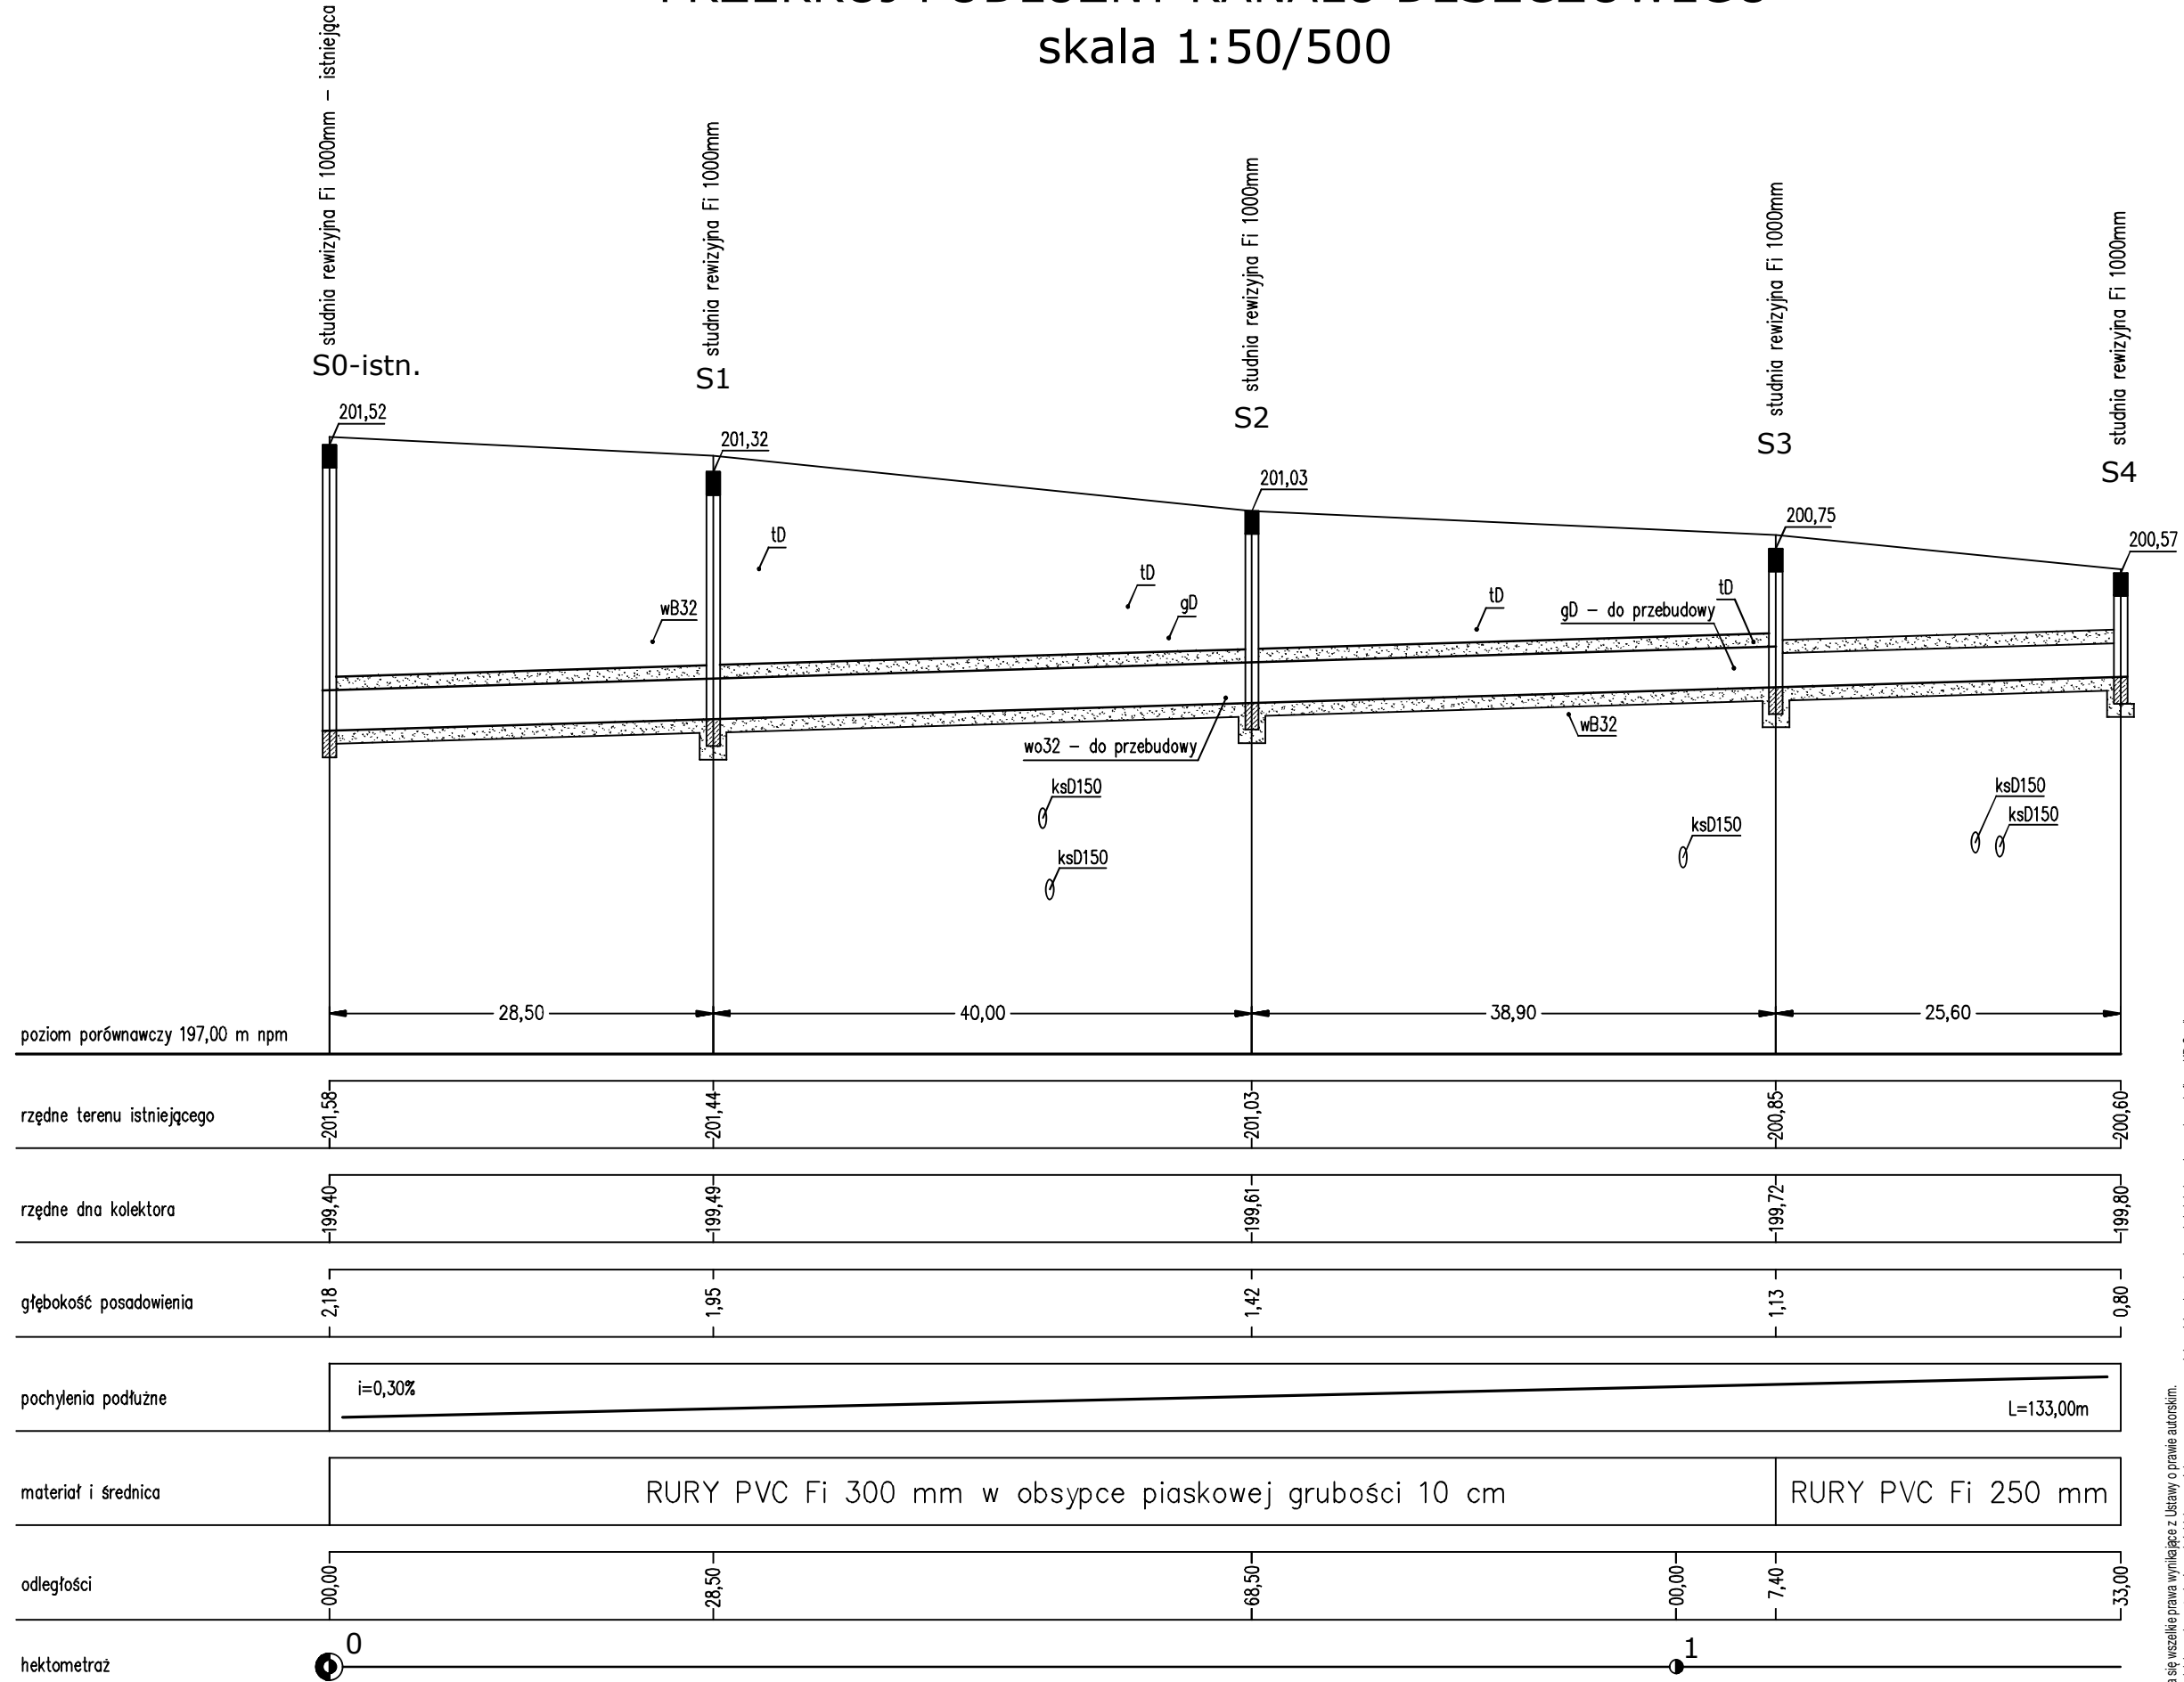 skala 1:50/500
studnia rewizyjna Fi 1000mm – istniejąca
studnia rewizyjna Fi 1000mm
studnia rewizyjna Fi 1000mm
studnia rewizyjna Fi 1000mm
studnia rewizyjna Fi 1000mm
S0-istn.
S1
S2
S3
S4
201,52
201,32
201,03
200,75
200,57
tD
tD
tD
tD
wB32
gD
gD – do przebudowy
wo32 – do przebudowy
wB32
ksD150
ksD150
ksD150
ksD150
ksD150
28,50
40,00
38,90
25,60
poziom porównawczy 197,00 m npm
rzędne terenu istniejącego
201,58
201,44
201,03
200,85
200,60
rzędne dna kolektora
199,40
199,49
199,61
199,72
199,80
głębokość posadowienia
2,18
1,95
1,42
1,13
0,80
pochylenia podłużne
i=0,30%
L=133,00m
materiał i średnica
RURY PVC Fi 300 mm w obsypce piaskowej grubości 10 cm
RURY PVC Fi 250 mm
odległości
00,00
28,50
68,50
00,00
7,40
33,00
hektometraż
0
1
się wszelkie prawa wynikające z Ustawy o prawie autorskim.